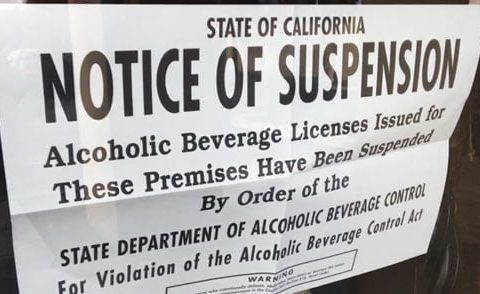 STATE OF CALIFORNIA
NOTICE OF SUSPENSION
Alcoholic Beverage Licenses Issued for
These Premises Have Been Suspended
By Order of the
STATE DEPARTMENT OF ALCOHOLIC BEVERAGE CONTROL
For Violation of the Alcoholic Beverage Control Act
WARNING